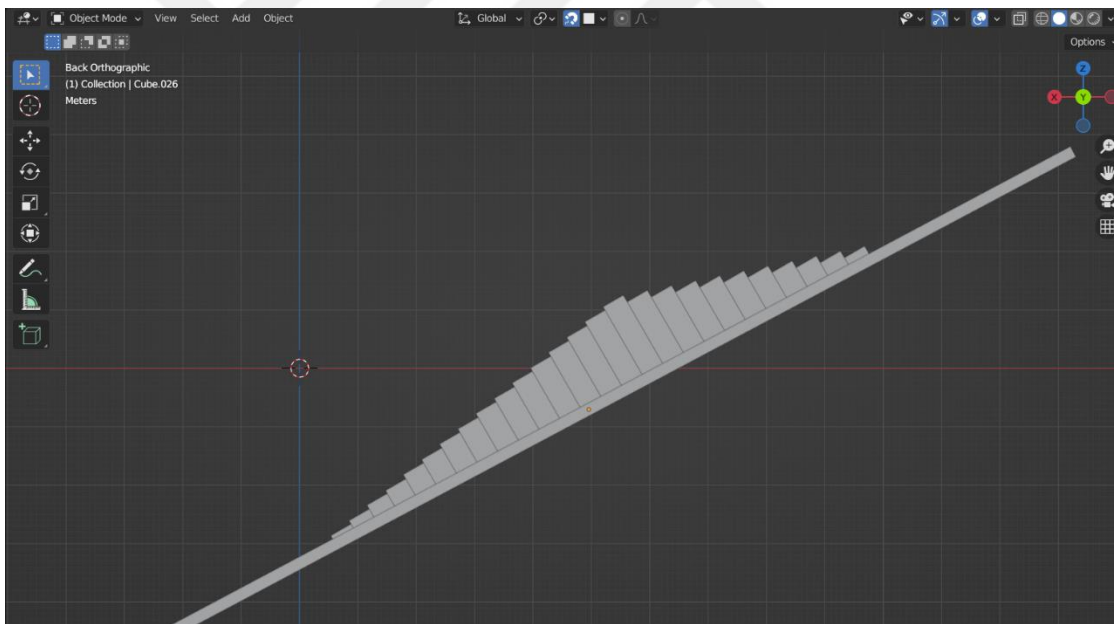 Object Mode View Select Add Object Global
Options
Back Orthographic
(1) Collection | Cube.026
Meters
Z
X Y